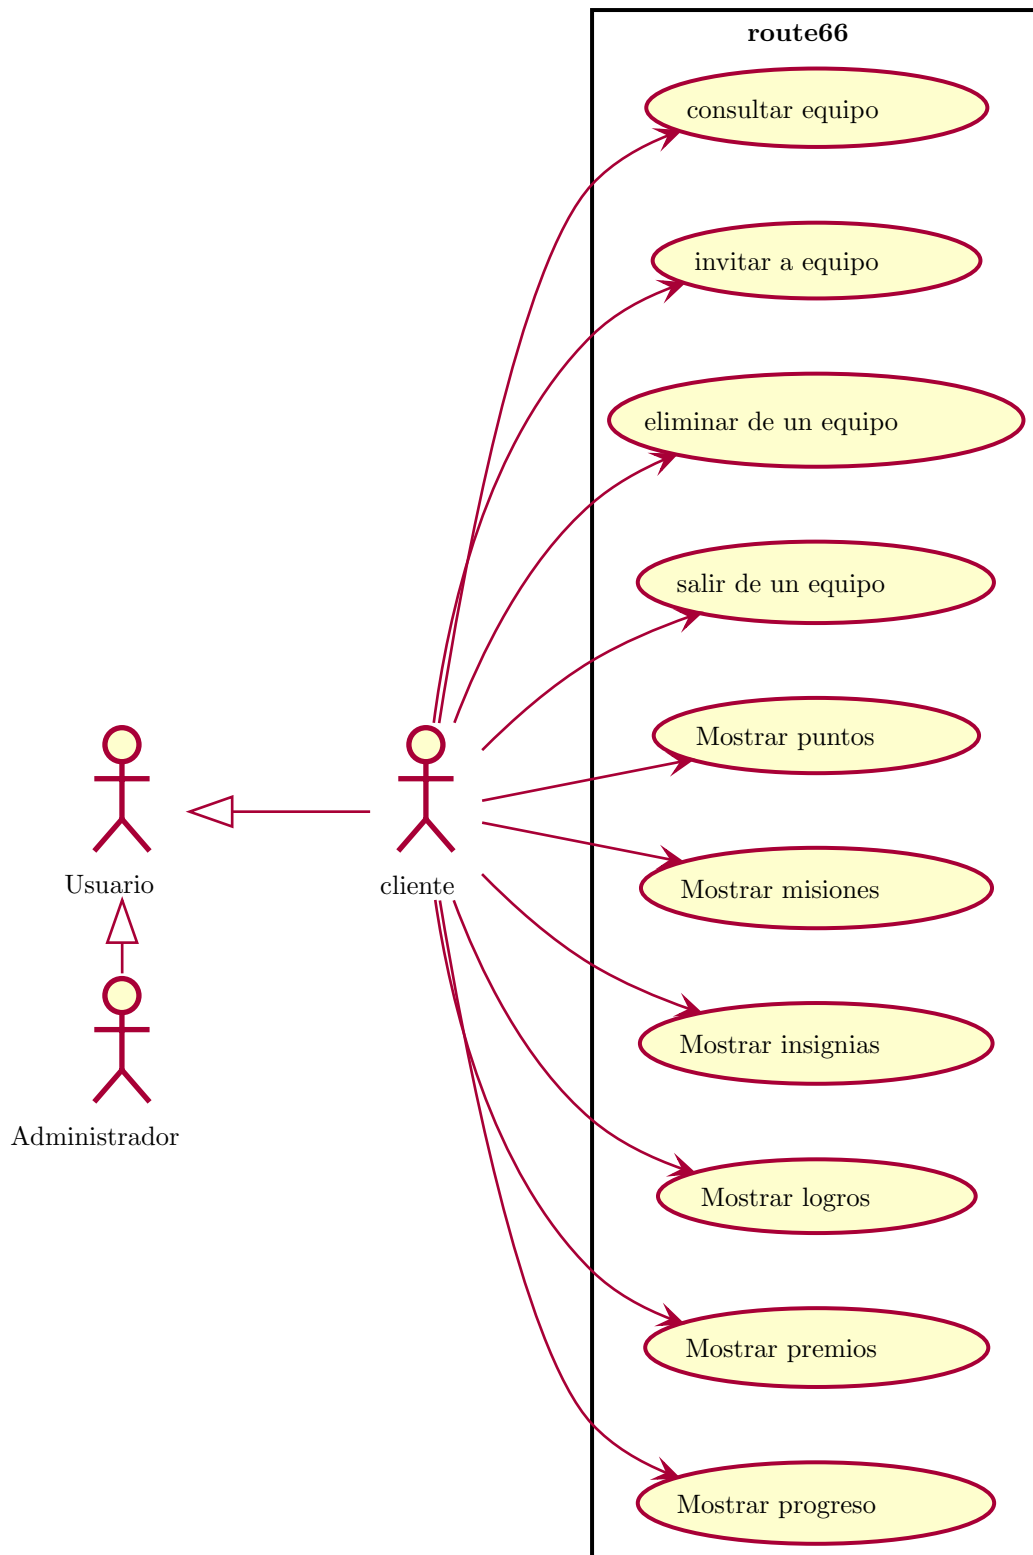 route66
consultar equipo
invitar a equipo
eliminar de un equipo
salir de un equipo
Mostrar puntos
Usuario
cliente
Mostrar misiones
Mostrar insignias
Administrador
Mostrar logros
Mostrar premios
Mostrar progreso